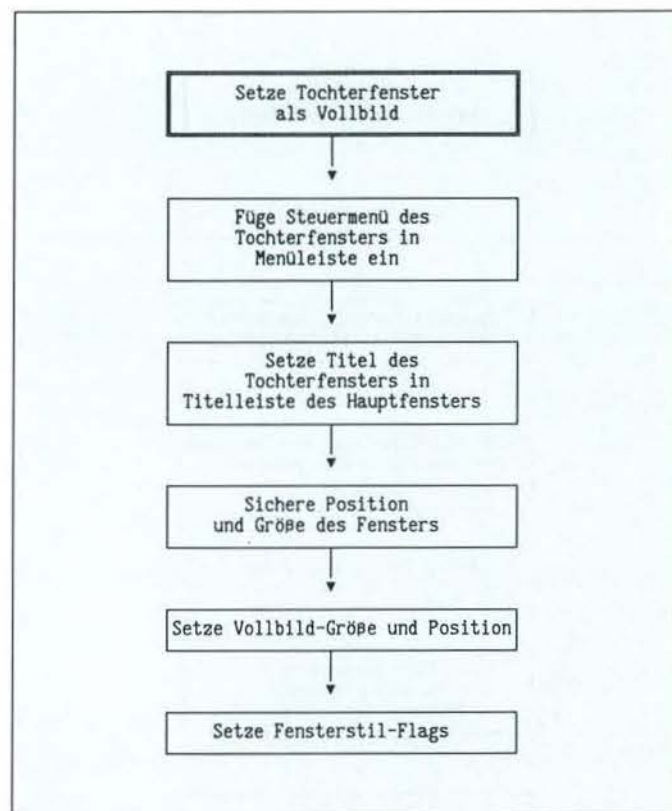 Setze Tochterfenster
als Vollbild
Füge Steuermenü des
Tochterfensters in
Menüleiste ein
Setze Titel des
Tochterfensters in
Titelleiste des Hauptfensters
Sichere Position
und Größe des Fensters
Setze Vollbild-Größe und Position
Setze Fensterstil-Flags